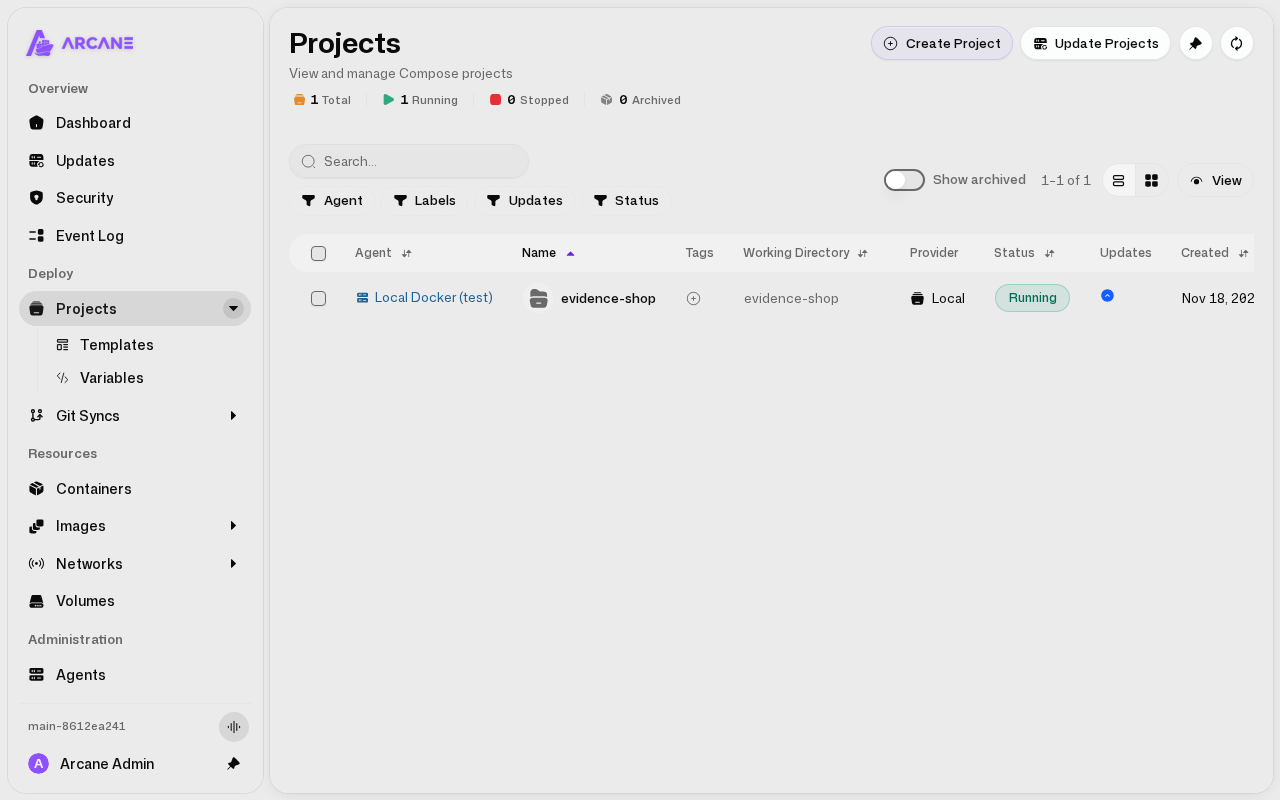 ARCANE
Overview
Dashboard
Updates
Security
Event Log
Deploy
Projects
Templates
Variables
Git Syncs
Resources
Containers
Images
Networks
Volumes
Administration
Agents
main-8612ea241
A Arcane Admin
Projects
View and manage Compose projects
1 Total 1 Running 0 Stopped 0 Archived
Create Project Update Projects
Search...
Agent Labels Updates Status
Show archived 1–1 of 1 View
Agent Name Tags Working Directory Provider Status Updates Created
Local Docker (test) evidence-shop evidence-shop Local Running Nov 18, 202